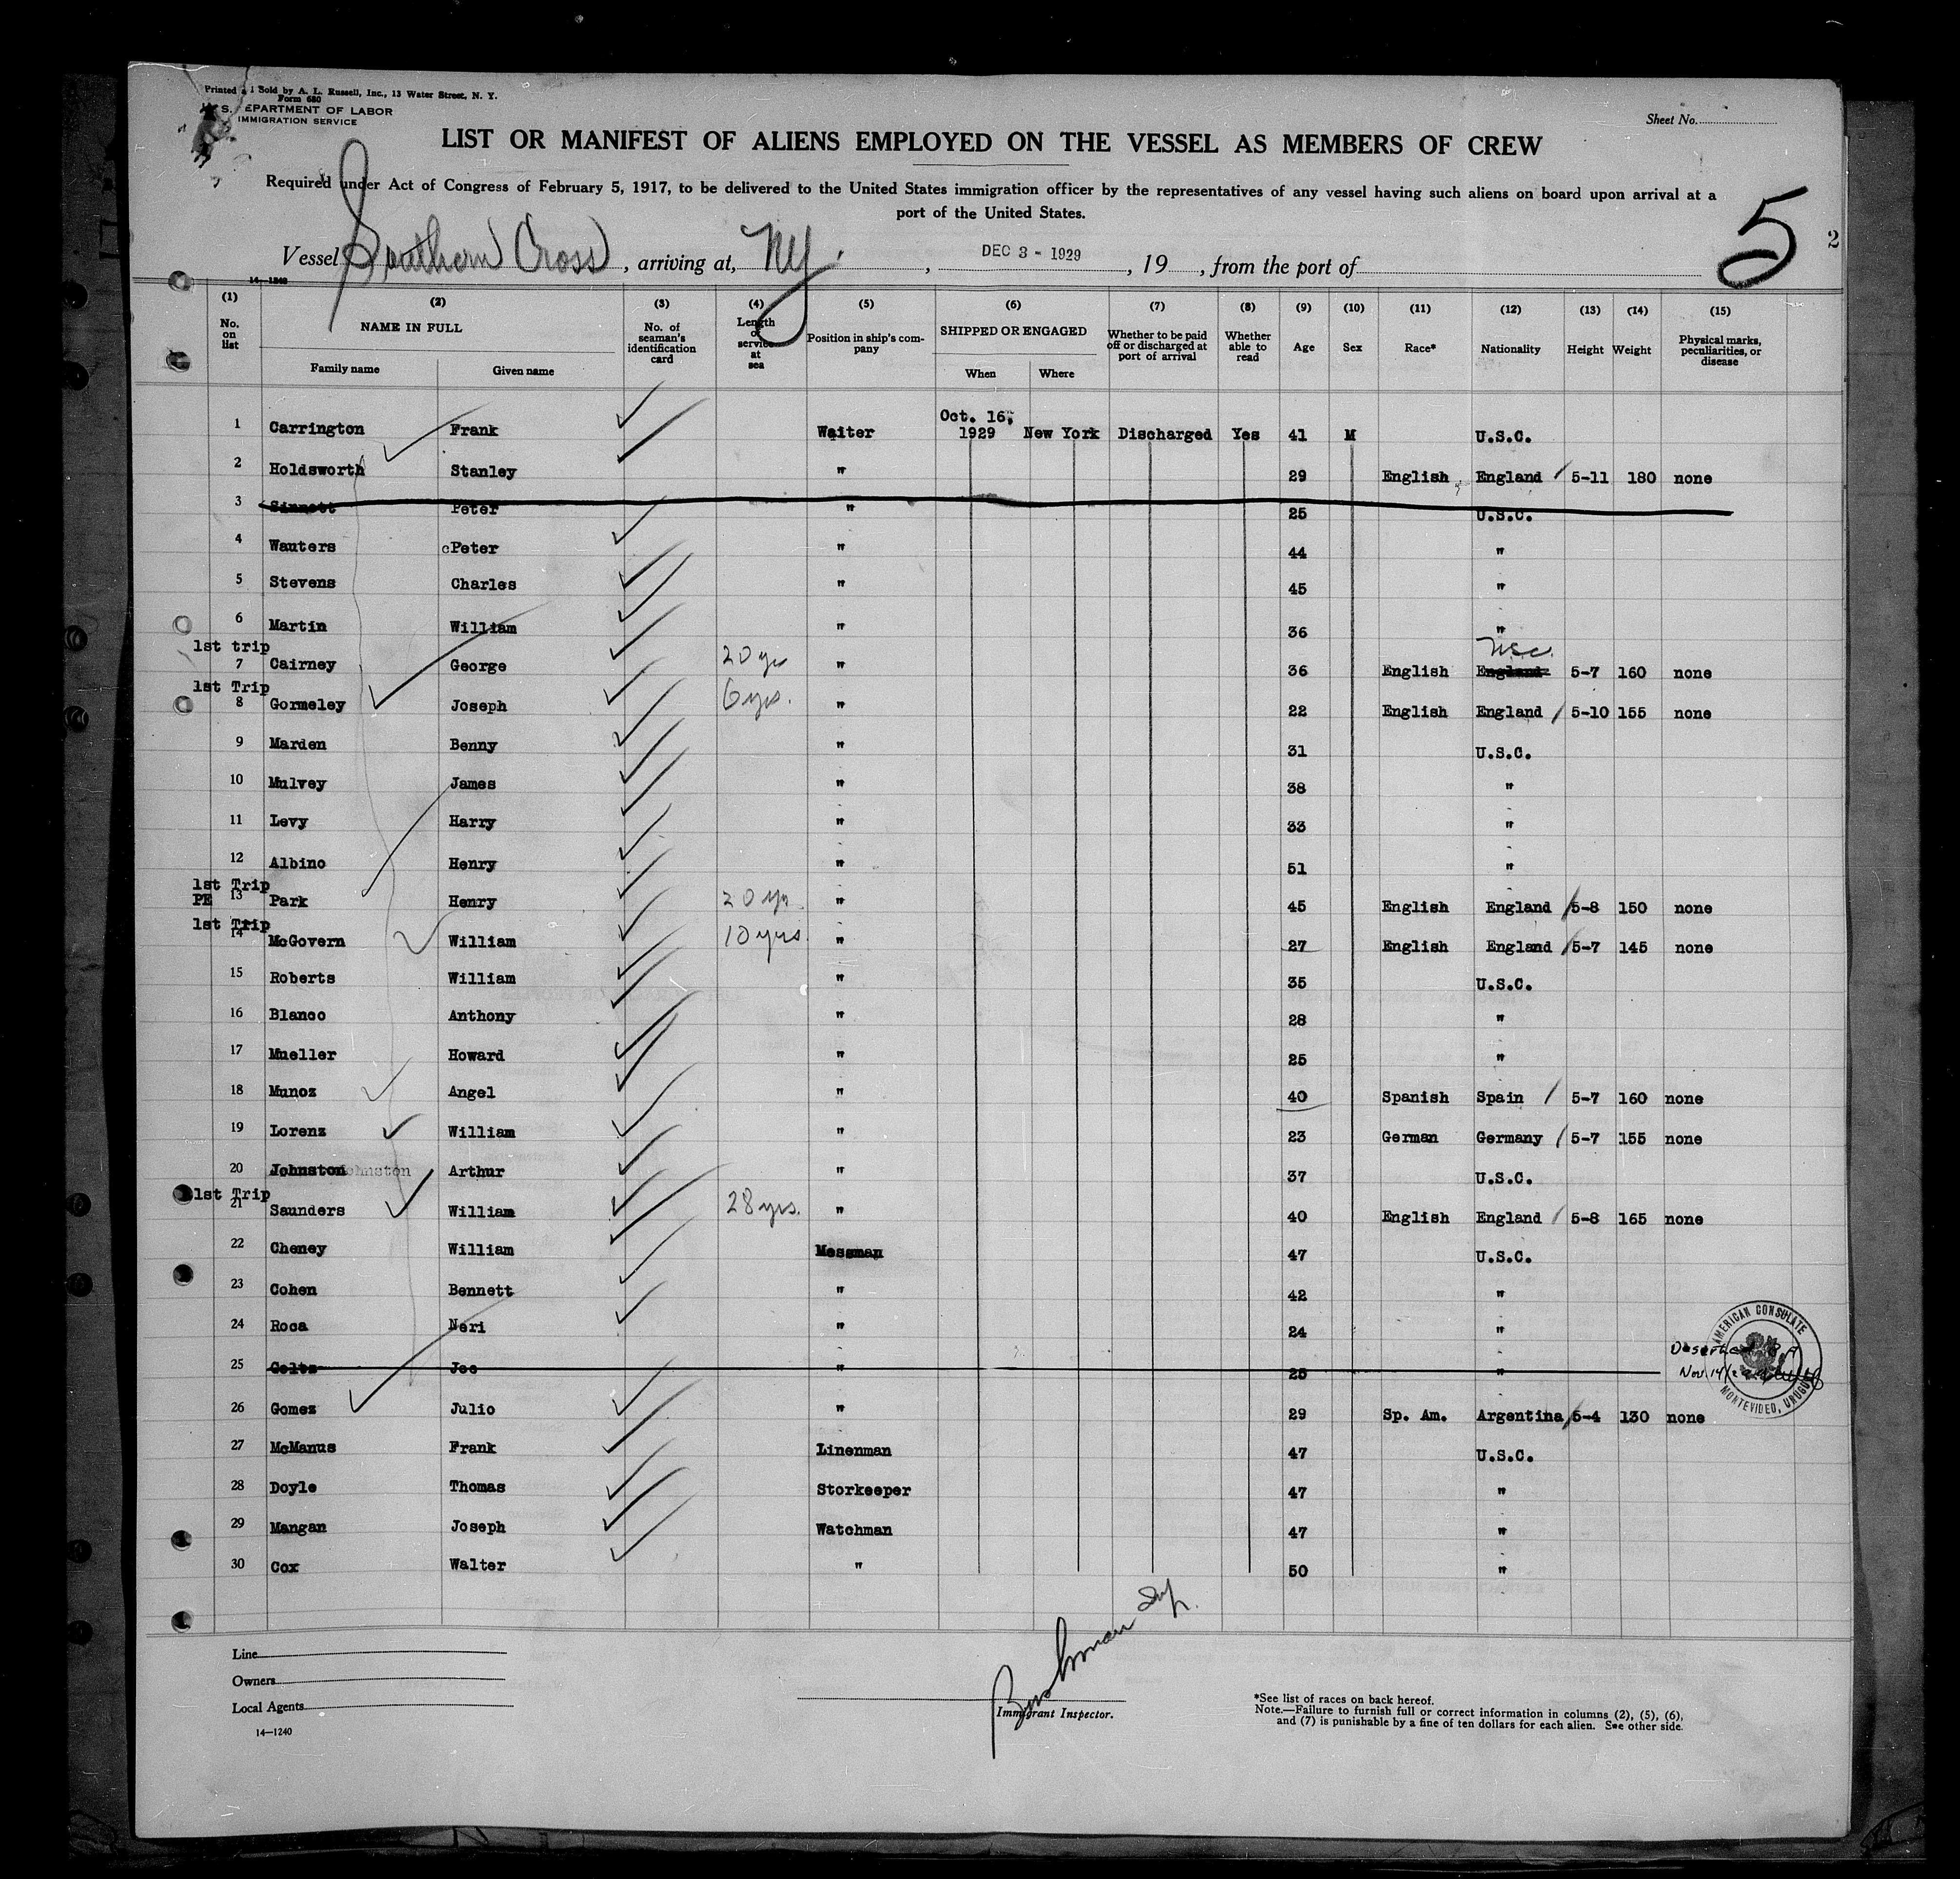 Printed Sold by A. L. Russell, Inc., 13 Water Street, N. Y.
Form 680
U. S. DEPARTMENT OF LABOR
IMMIGRATION SERVICE
Sheet No.
LIST OR MANIFEST OF ALIENS EMPLOYED ON THE VESSEL AS MEMBERS OF CREW
Required under Act of Congress of February 5, 1917, to be delivered to the United States immigration officer by the representatives of any vessel having such aliens on board upon arrival at a
port of the United States.
5
2
Vessel Southern Cross, arriving at, NY, DEC 3 - 1929, 19, from the port of
14—1240
(1) (2) (3) (4) (5) (6) (7) (8) (9) (10) (11) (12) (13) (14) (15)
No. on list NAME IN FULL Family name Given name No. of seaman's identification card Length of service at sea Position in ship's company SHIPPED OR ENGAGED When Where Whether to be paid off or discharged at port of arrival Whether able to read Age Sex Race* Nationality Height Weight Physical marks, peculiarities, or disease
1 Carrington Frank Waiter Oct. 16, 1929 New York Discharged Yes 41 M U.S.C.
2 Holdsworth Stanley " 29 English England 5-11 180 none
3 Sinnott Peter " 25 U.S.C.
4 Wauters Peter " 44 "
5 Stevens Charles " 45 "
6 Martin William " 36 "
1st trip
7 Cairney George 20 yrs " 36 English England USC. 5-7 160 none
1st Trip
8 Gormeley Joseph 6 yrs. " 22 English England 5-10 155 none
9 Marden Benny " 31 U.S.C.
10 Mulvey James " 38 "
11 Levy Harry " 33 "
12 Albino Henry " 51 "
1st Trip
PE 13 Park Henry 20 yrs " 45 English England 5-8 150 none
1st Trip
14 McGovern William 10 yrs. " 27 English England 5-7 145 none
15 Roberts William " 35 U.S.C.
16 Blanco Anthony " 28 "
17 Mueller Howard " 25 "
18 Munoz Angel " 40 Spanish Spain 5-7 160 none
19 Lorenz William " 23 German Germany 5-7 155 none
20 Johnston Johnston Arthur " 37 U.S.C.
1st Trip
21 Saunders William 28 yrs. " 40 English England 5-8 165 none
22 Cheney William Messman 47 U.S.C.
23 Cohen Bennett " 42 "
24 Roca Neri " 24 "
25 Joe " 25 " Deserted Nov 14
AMERICAN CONSULATE
MONTEVIDEO, URUGUAY
26 Gomez Julio " 29 Sp. Am. Argentina 5-4 130 none
27 McManus Frank Linenman 47 U.S.C.
28 Doyle Thomas Storkeeper 47 "
29 Mangan Joseph Watchman 47 "
30 Cox Walter " 50 "
Line
Owners
Local Agents
14—1240
Immigrant Inspector.
*See list of races on back hereof.
Note.—Failure to furnish full or correct information in columns (2), (5), (6),
and (7) is punishable by a fine of ten dollars for each alien. See other side.